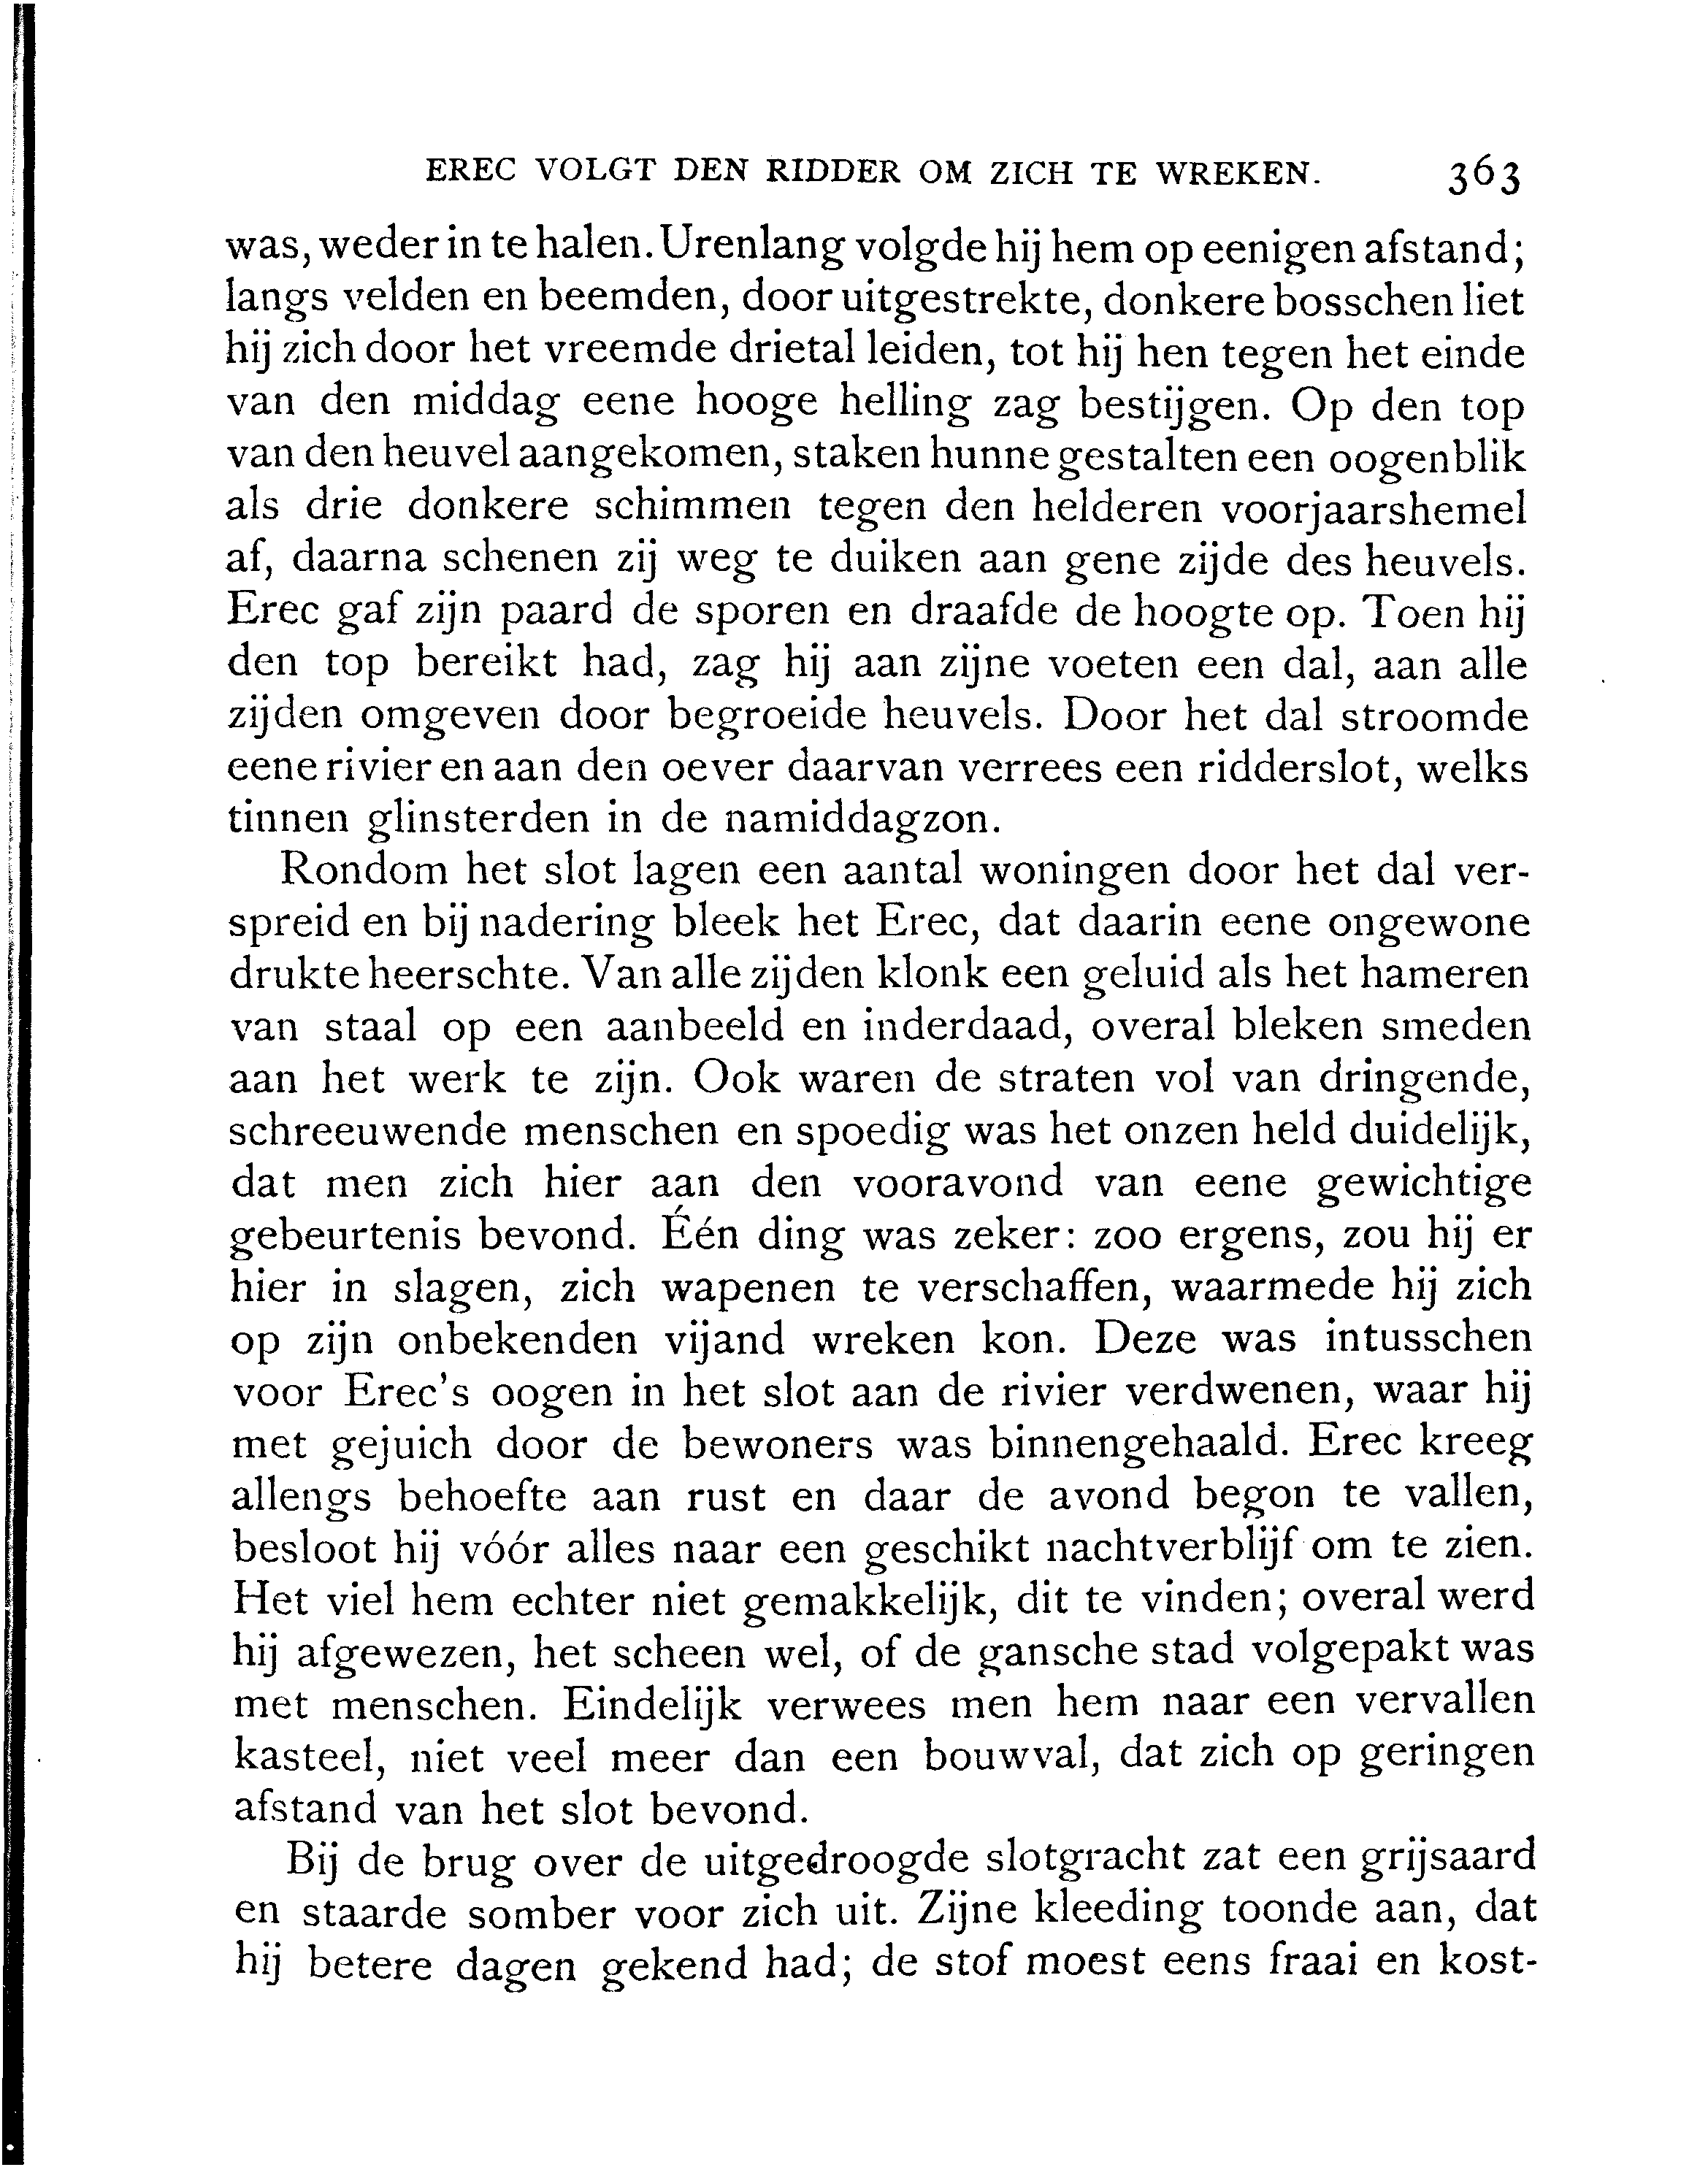 EREC VOLGT DEN RIDDER OM ZICH TE WREKEN. 363
was, weder in te halen. Urenlang volgde hij hem op eenigen afstand;
langs velden en beemden, door uitgestrekte, donkere bosschen liet
hij zich door het vreemde drietal leiden, tot hij hen tegen het einde
van den middag eene hooge helling zag bestijgen. Op den top
van den heuvel aangekomen, staken hunne gestalten een oogenblik
als drie donkere schimmen tegen den helderen voorjaarshemel
af, daarna schenen zij weg te duiken aan gene zijde des heuvels.
Erec gaf zijn paard de sporen en draafde de hoogte op. Toen hij
den top bereikt had, zag hij aan zijne voeten een dal, aan alle
zijden omgeven door begroeide heuvels. Door het dal stroomde
eene rivier en aan den oever daarvan verrees een ridderslot, welks
tinnen glinsterden in de namiddagzon.
Rondom het slot lagen een aantal woningen door het dal ver-
spreid en bij nadering bleek het Erec, dat daarin eene ongewone
drukte heerschte. Van alle zijden klonk een geluid als het hameren
van staal op een aanbeeld en inderdaad, overal bleken smeden
aan het werk te zijn. Ook waren de straten vol van dringende,
schreeuwende menschen en spoedig was het onzen held duidelijk,
dat men zich hier aan den vooravond van eene gewichtige
gebeurtenis bevond. Één ding was zeker: zoo ergens, zou hij er
hier in slagen, zich wapenen te verschaffen, waarmede hij zich
op zijn onbekenden vijand wreken kon. Deze was intusschen
voor Erec's oogen in het slot aan de rivier verdwenen, waar hij
met gejuich door de bewoners was binnengehaald. Erec kreeg
allengs behoefte aan rust en daar de avond begon te vallen,
besloot hij vóór alles naar een geschikt nachtverblijf om te zien.
Het viel hem echter niet gemakkelijk, dit te vinden; overal werd
hij afgewezen, het scheen wel, of de gansche stad volgepakt was
met menschen. Eindelijk verwees men hem naar een vervallen
kasteel, niet veel meer dan een bouwval, dat zich op geringen
afstand van het slot bevond.
Bij de brug over de uitgedroogde slotgracht zat een grijsaard
en staarde somber voor zich uit. Zijne kleeding toonde aan, dat
hij betere dagen gekend had; de stof moest eens fraai en kost-